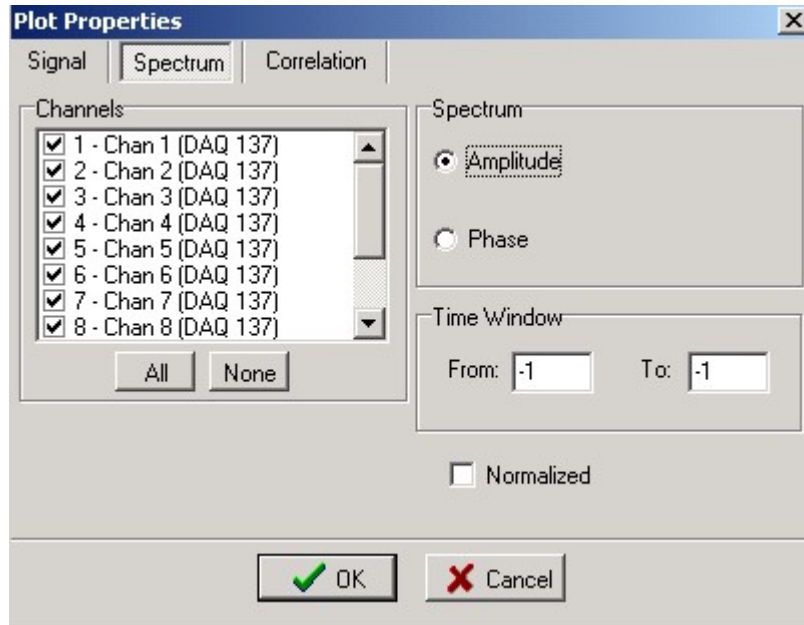 Plot Properties
Signal Spectrum Correlation
Channels
1 - Chan 1 (DAQ 137)
2 - Chan 2 (DAQ 137)
3 - Chan 3 (DAQ 137)
4 - Chan 4 (DAQ 137)
5 - Chan 5 (DAQ 137)
6 - Chan 6 (DAQ 137)
7 - Chan 7 (DAQ 137)
8 - Chan 8 (DAQ 137)
All None
Spectrum
Amplitude
Phase
Time Window
From: -1 To: -1
Normalized
OK Cancel